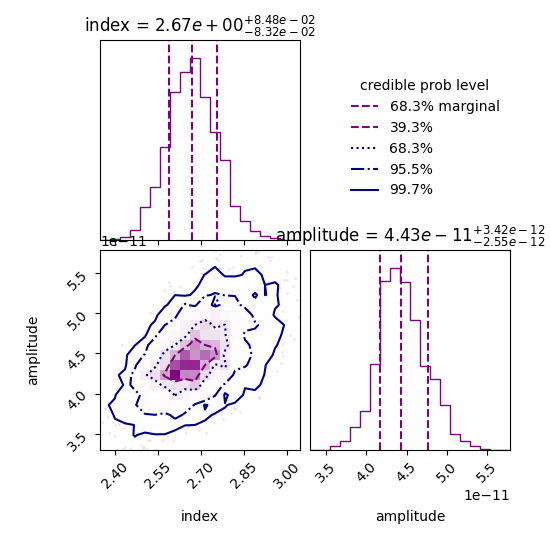 index = 2.67e+00 +8.48e-02 -8.32e-02
credible prob level
68.3% marginal
39.3%
68.3%
95.5%
99.7%
1e-11
amplitude = 4.43e-11 +3.42e-12 -2.55e-12
5.5
5.0
4.5
4.0
3.5
amplitude
2.40 2.55 2.70 2.85 3.00
index
3.5 4.0 4.5 5.0 5.5
1e-11
amplitude